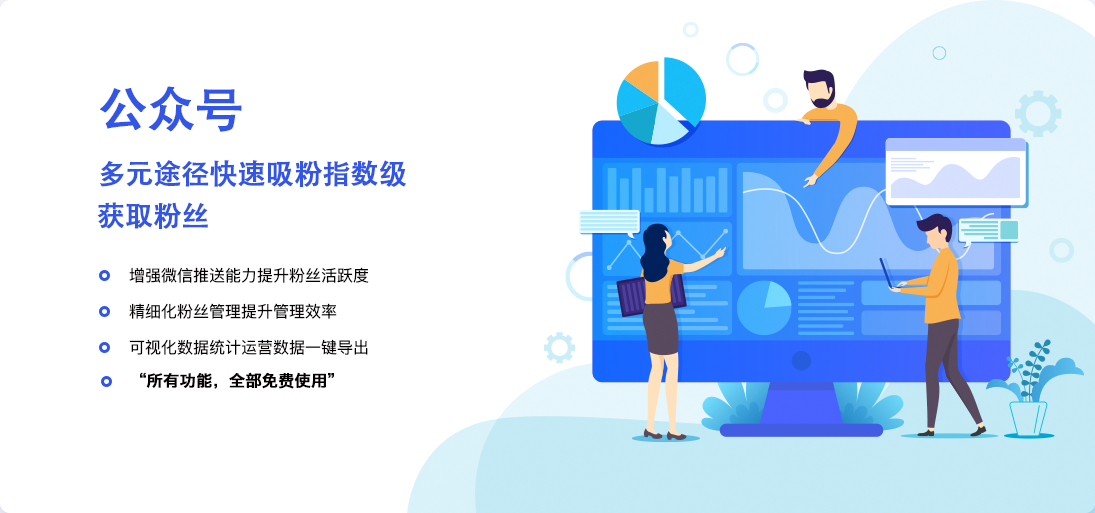 公众号
多元途径快速吸粉指数级
获取粉丝
增强微信推送能力提升粉丝活跃度
精细化粉丝管理提升管理效率
可视化数据统计运营数据一键导出
“所有功能，全部免费使用”